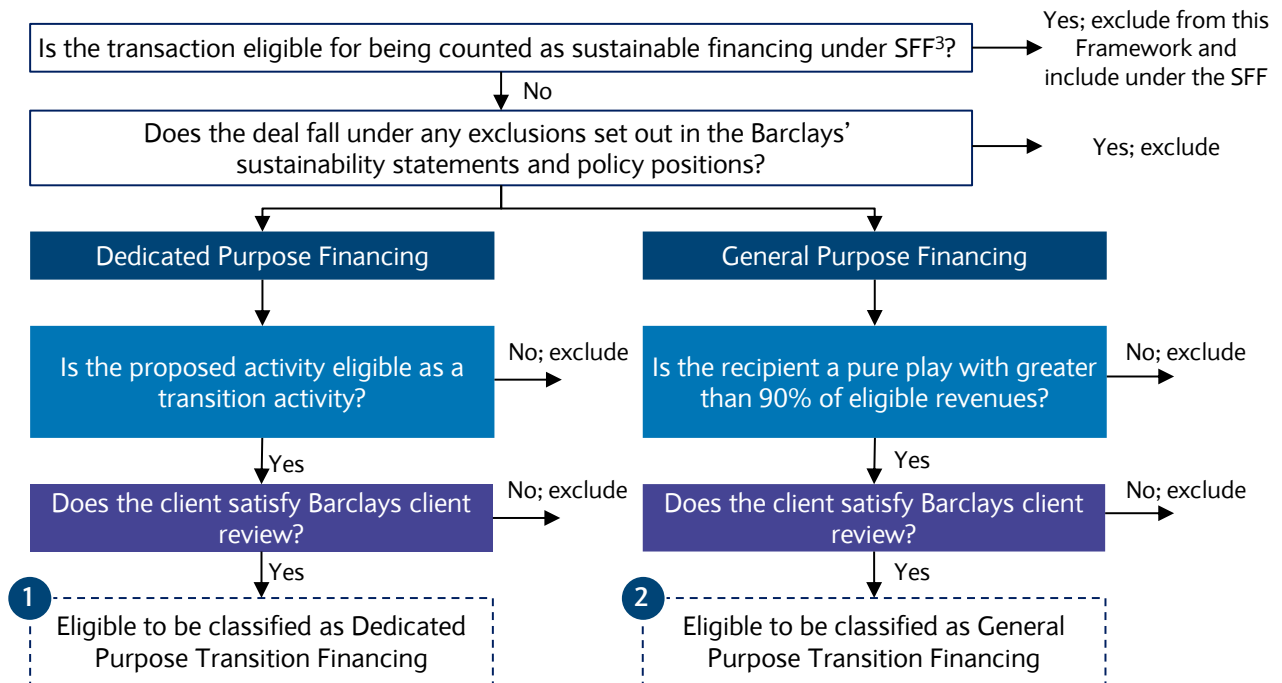 Is the transaction eligible for being counted as sustainable financing under SFF³?
Yes; exclude from this
Framework and
include under the SFF
No
Does the deal fall under any exclusions set out in the Barclays'
sustainability statements and policy positions?
Yes; exclude
Dedicated Purpose Financing
General Purpose Financing
Is the proposed activity eligible as a
transition activity?
No; exclude
Is the recipient a pure play with greater
than 90% of eligible revenues?
No; exclude
Yes
Yes
Does the client satisfy Barclays client
review?
No; exclude
Does the client satisfy Barclays client
review?
No; exclude
Yes
Yes
1
Eligible to be classified as Dedicated
Purpose Transition Financing
2
Eligible to be classified as General
Purpose Transition Financing